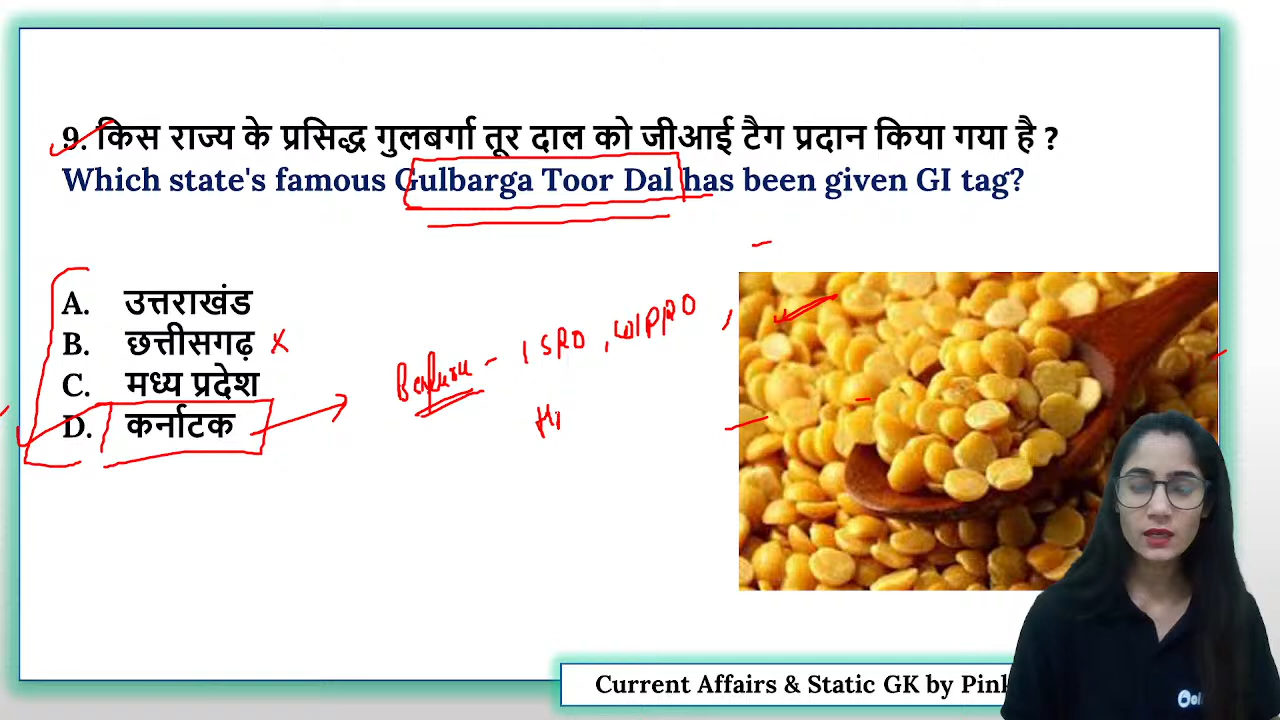 9. किस राज्य के प्रसिद्ध गुलबर्गा तूर दाल को जीआई टैग प्रदान किया गया है ?
Which state's famous Gulbarga Toor Dal has been given GI tag?
A. उत्तराखंड
B. छत्तीसगढ़ x
C. मध्य प्रदेश
D. कर्नाटक
- ISRO, WIPRO,
Current Affairs & Static GK by Pink